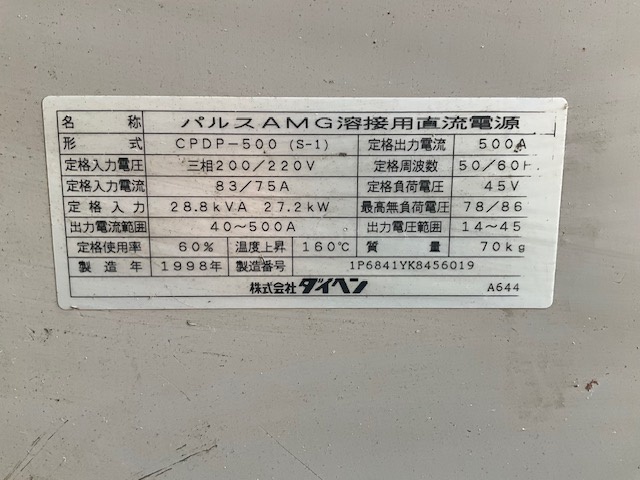 名称 パルスAMG溶接用直流電源
形式 CPDP-500 (S-1) 定格出力電流 500A
定格入力電圧 三相200/220V 定格周波数 50/60H
定格入力電流 83/75A 定格負荷電圧 45V
定格入力 28.8kVA 27.2kW 最高無負荷電圧 78/86
出力電流範囲 40～500A 出力電圧範囲 14～45
定格使用率 60% 温度上昇 160℃ 質量 70kg
製造年 1998年 製造番号 1P6841YK8456019
株式会社 ダイヘン A644